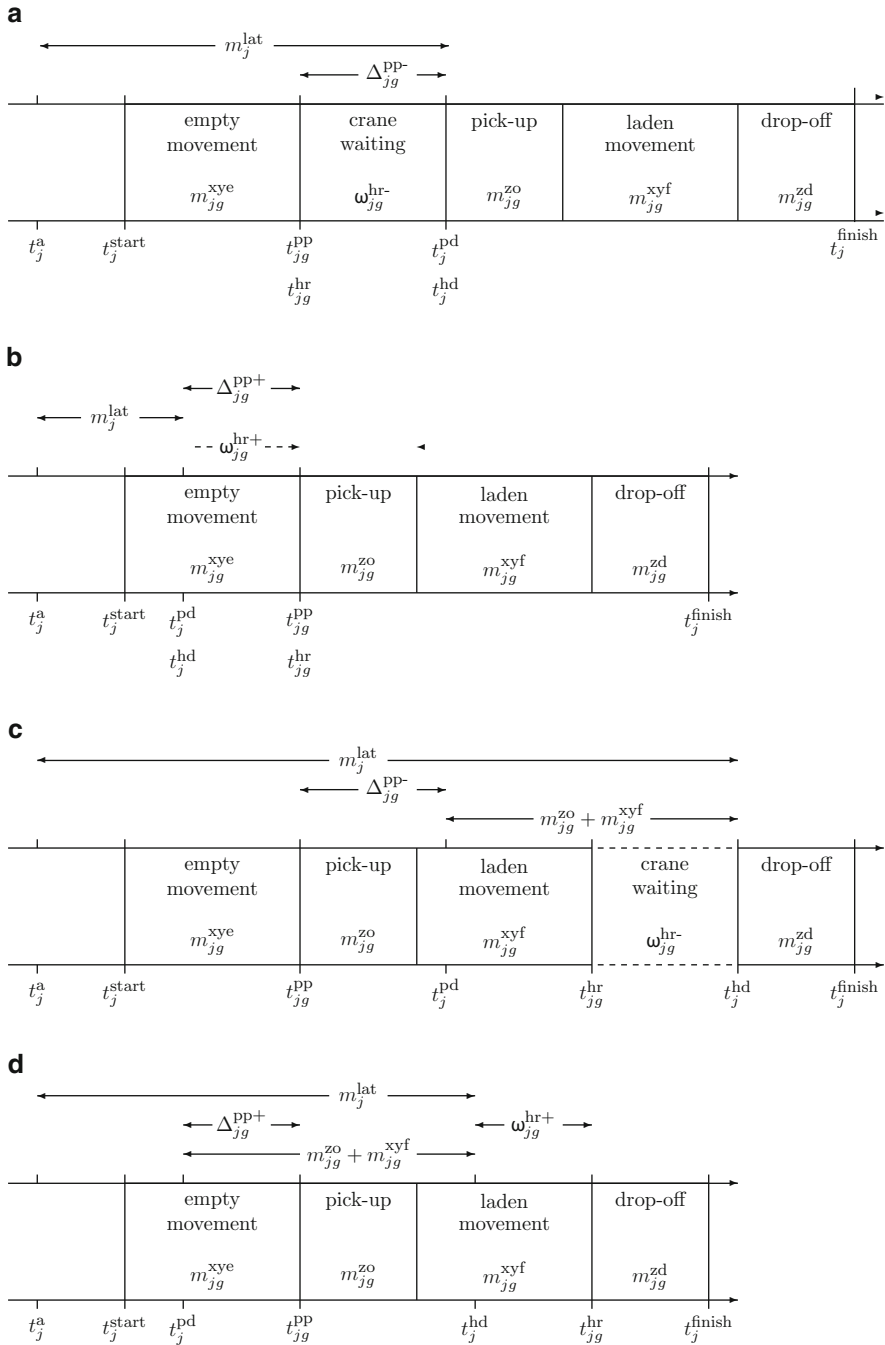 a
m_j^lat
Δ_jg^pp-
empty movement
crane waiting
pick-up
laden movement
drop-off
m_jg^xye
ω_jg^hr-
m_jg^zo
m_jg^xyf
m_jg^zd
t_j^a
t_j^start
t_jg^pp
t_j^pd
t_j^finish
t_jg^hr
t_j^hd
b
Δ_jg^pp+
m_j^lat
ω_jg^hr+
empty movement
pick-up
laden movement
drop-off
m_jg^xye
m_jg^zo
m_jg^xyf
m_jg^zd
t_j^a
t_j^start
t_j^pd
t_jg^pp
t_j^finish
t_j^hd
t_jg^hr
c
m_j^lat
Δ_jg^pp-
m_jg^zo + m_jg^xyf
empty movement
pick-up
laden movement
crane waiting
drop-off
m_jg^xye
m_jg^zo
m_jg^xyf
ω_jg^hr-
m_jg^zd
t_j^a
t_j^start
t_jg^pp
t_j^pd
t_jg^hr
t_j^hd
t_j^finish
d
m_j^lat
Δ_jg^pp+
ω_jg^hr+
m_jg^zo + m_jg^xyf
empty movement
pick-up
laden movement
drop-off
m_jg^xye
m_jg^zo
m_jg^xyf
m_jg^zd
t_j^a
t_j^start
t_j^pd
t_jg^pp
t_j^hd
t_jg^hr
t_j^finish